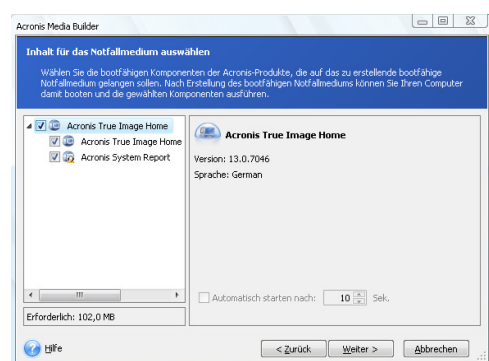 Acronis Media Builder
Inhalt für das Notfallmedium auswählen
Wählen Sie die bootfähigen Komponenten der Acronis-Produkte, die auf das zu erstellende bootfähige
Notfallmedium gelangen sollen. Nach Erstellung des bootfähigen Notfallmediums können Sie Ihren Computer
damit booten und die gewählten Komponenten ausführen.
Acronis True Image Home
Acronis True Image Home
Acronis System Report
Erforderlich: 102,0 MB
Acronis True Image Home
Version: 13.0.7046
Sprache: German
Automatisch starten nach: 10 Sek.
Hilfe
< Zurück
Weiter >
Abbrechen